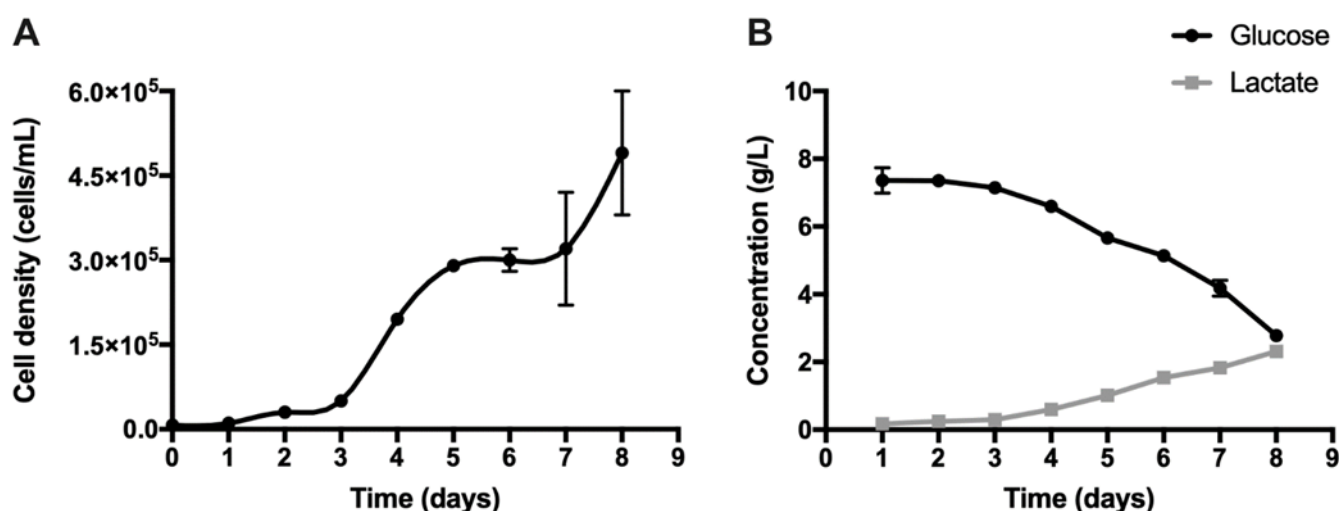 A
Cell density (cells/mL)
6.0×10⁵
4.5×10⁵
3.0×10⁵
1.5×10⁵
0.0
0 1 2 3 4 5 6 7 8 9
Time (days)
B
Glucose
Lactate
Concentration (g/L)
10
8
6
4
2
0
0 1 2 3 4 5 6 7 8 9
Time (days)